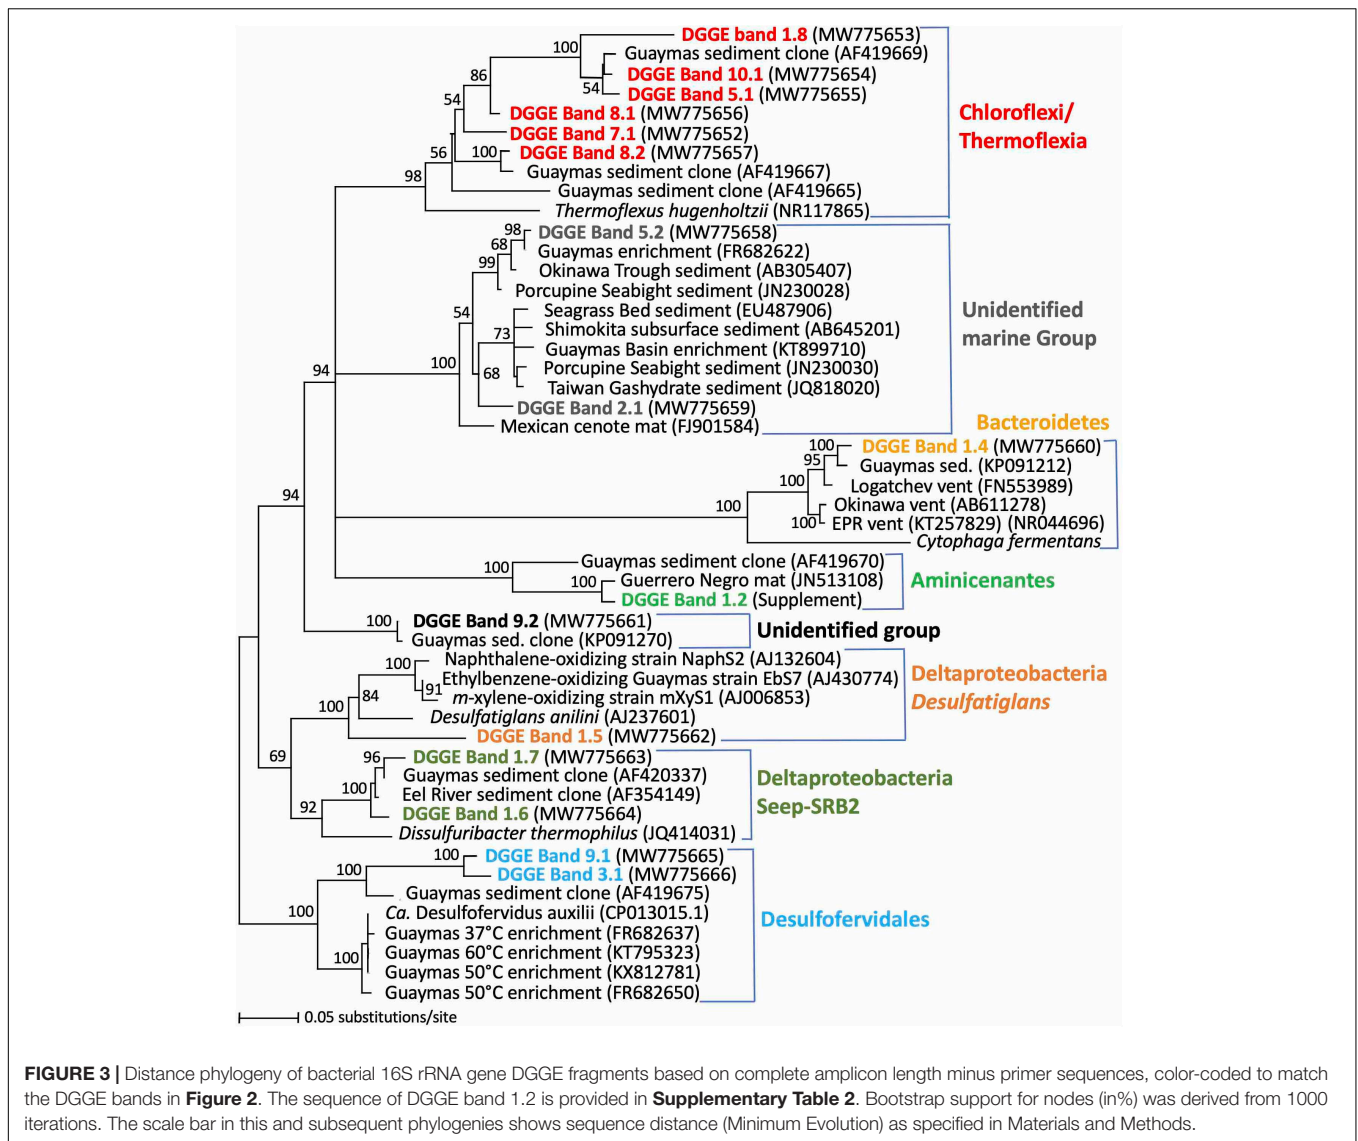 DGGE band 1.8 (MW775653)
100
Guaymas sediment clone (AF419669)
86
DGGE Band 10.1 (MW775654)
54
DGGE Band 5.1 (MW775655)
54
DGGE Band 8.1 (MW775656)
Chloroflexi/
Thermoflexia
DGGE Band 7.1 (MW775652)
56
100
DGGE Band 8.2 (MW775657)
98
Guaymas sediment clone (AF419667)
Guaymas sediment clone (AF419665)
Thermoflexus hugenholtzii (NR117865)
98
DGGE Band 5.2 (MW775658)
68
Guaymas enrichment (FR682622)
99
Okinawa Trough sediment (AB305407)
Porcupine Seabight sediment (JN230028)
54
Seagrass Bed sediment (EU487906)
Unidentified
marine Group
73
Shimokita subsurface sediment (AB645201)
Guaymas Basin enrichment (KT899710)
100
68
Porcupine Seabight sediment (JN230030)
94
Taiwan Gashydrate sediment (JQ818020)
DGGE Band 2.1 (MW775659)
Mexican cenote mat (FJ901584)
Bacteroidetes
100
DGGE Band 1.4 (MW775660)
95
Guaymas sed. (KP091212)
100
Logatchev vent (FN553989)
94
100
Okinawa vent (AB611278)
100
EPR vent (KT257829) (NR044696)
Cytophaga fermentans
Guaymas sediment clone (AF419670)
100
100
Guerrero Negro mat (JN513108)
Aminicenantes
DGGE Band 1.2 (Supplement)
100
DGGE Band 9.2 (MW775661)
Guaymas sed. clone (KP091270)
Unidentified group
100
Naphthalene-oxidizing strain NaphS2 (AJ132604)
Ethylbenzene-oxidizing Guaymas strain EbS7 (AJ430774)
Deltaproteobacteria
Desulfatiglans
84
91
m-xylene-oxidizing strain mXyS1 (AJ006853)
100
Desulfatiglans anilini (AJ237601)
DGGE Band 1.5 (MW775662)
69
96
DGGE Band 1.7 (MW775663)
Guaymas sediment clone (AF420337)
Deltaproteobacteria
Seep-SRB2
100
Eel River sediment clone (AF354149)
92
DGGE Band 1.6 (MW775664)
Dissulfuribacter thermophilus (JQ414031)
100
DGGE Band 9.1 (MW775665)
100
DGGE Band 3.1 (MW775666)
Guaymas sediment clone (AF419675)
100
Ca. Desulfofervidus auxilii (CP013015.1)
Desulfofervidales
Guaymas 37°C enrichment (FR682637)
100
Guaymas 60°C enrichment (KT795323)
Guaymas 50°C enrichment (KX812781)
Guaymas 50°C enrichment (FR682650)
0.05 substitutions/site
FIGURE 3 | Distance phylogeny of bacterial 16S rRNA gene DGGE fragments based on complete amplicon length minus primer sequences, color-coded to match
the DGGE bands in Figure 2. The sequence of DGGE band 1.2 is provided in Supplementary Table 2. Bootstrap support for nodes (in%) was derived from 1000
iterations. The scale bar in this and subsequent phylogenies shows sequence distance (Minimum Evolution) as specified in Materials and Methods.